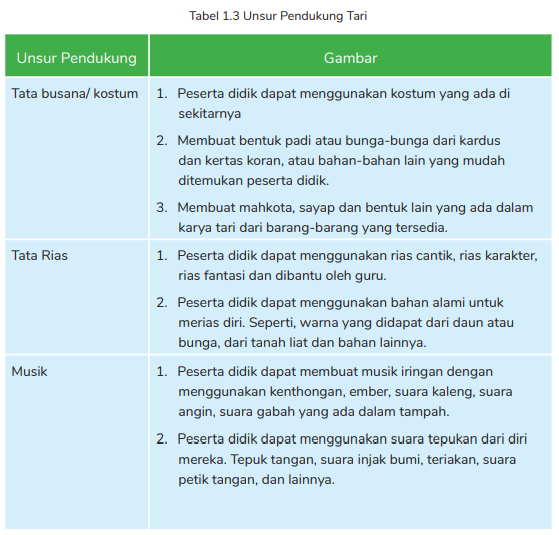 Tabel 1.3 Unsur Pendukung Tari
Unsur Pendukung
Gambar
Tata busana/ kostum
1. Peserta didik dapat menggunakan kostum yang ada di
sekitarnya
2. Membuat bentuk padi atau bunga-bunga dari kardus
dan kertas koran, atau bahan-bahan lain yang mudah
ditemukan peserta didik.
3. Membuat mahkota, sayap dan bentuk lain yang ada dalam
karya tari dari barang-barang yang tersedia.
Tata Rias
1. Peserta didik dapat menggunakan rias cantik, rias karakter,
rias fantasi dan dibantu oleh guru.
2. Peserta didik dapat menggunakan bahan alami untuk
merias diri. Seperti, warna yang didapat dari daun atau
bunga, dari tanah liat dan bahan lainnya.
Musik
1. Peserta didik dapat membuat musik iringan dengan
menggunakan kenthongan, ember, suara kaleng, suara
angin, suara gabah yang ada dalam tampah.
2. Peserta didik dapat menggunakan suara tepukan dari diri
mereka. Tepuk tangan, suara injak bumi, teriakan, suara
petik tangan, dan lainnya.